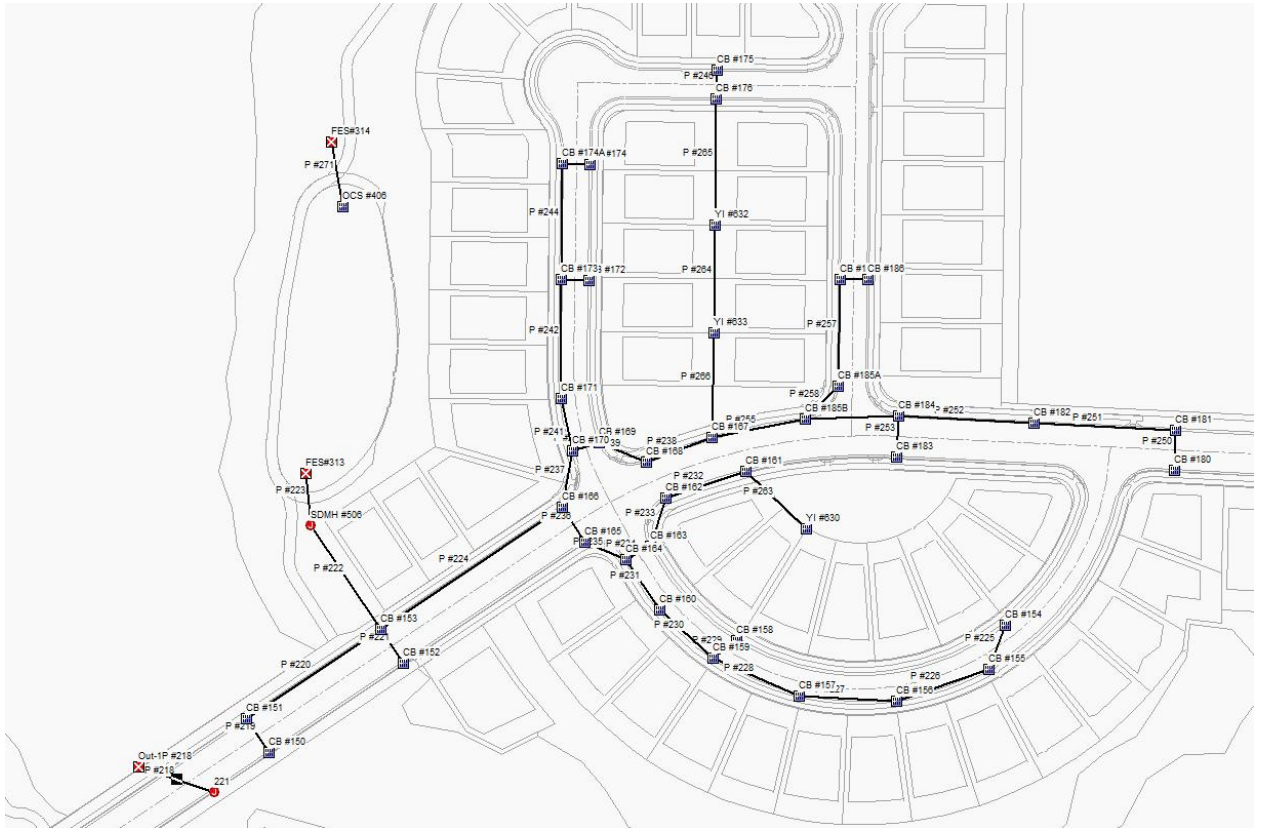 CB #175
P #246
CB #176
FES#314
P #271
CB #174A
#174
P #265
OCS #406
P #244
YI #632
CB #173
#172
P #264
CB #186
P #242
YI #633
P #257
P #266
CB #171
CB #185A
P #258
CB #185B
CB #184
P #252
CB #182
P #251
CB #181
P #253
P #250
P #241
CB #169
CB #170
P #238
CB #167
CB #168
CB #183
CB #180
P #237
CB #161
P #232
FES#313
P #223
CB #162
P #263
CB #166
P #236
P #233
SDMH #506
YI #630
CB #165
CB #163
CB #164
P #224
P #222
P #231
CB #160
CB #153
P #221
P #230
CB #154
P #225
CB #158
P #229
CB #159
CB #152
P #220
P #228
CB #155
P #226
CB #157
CB #156
CB #151
P #219
CB #150
Out-1
P #218
P #218
221